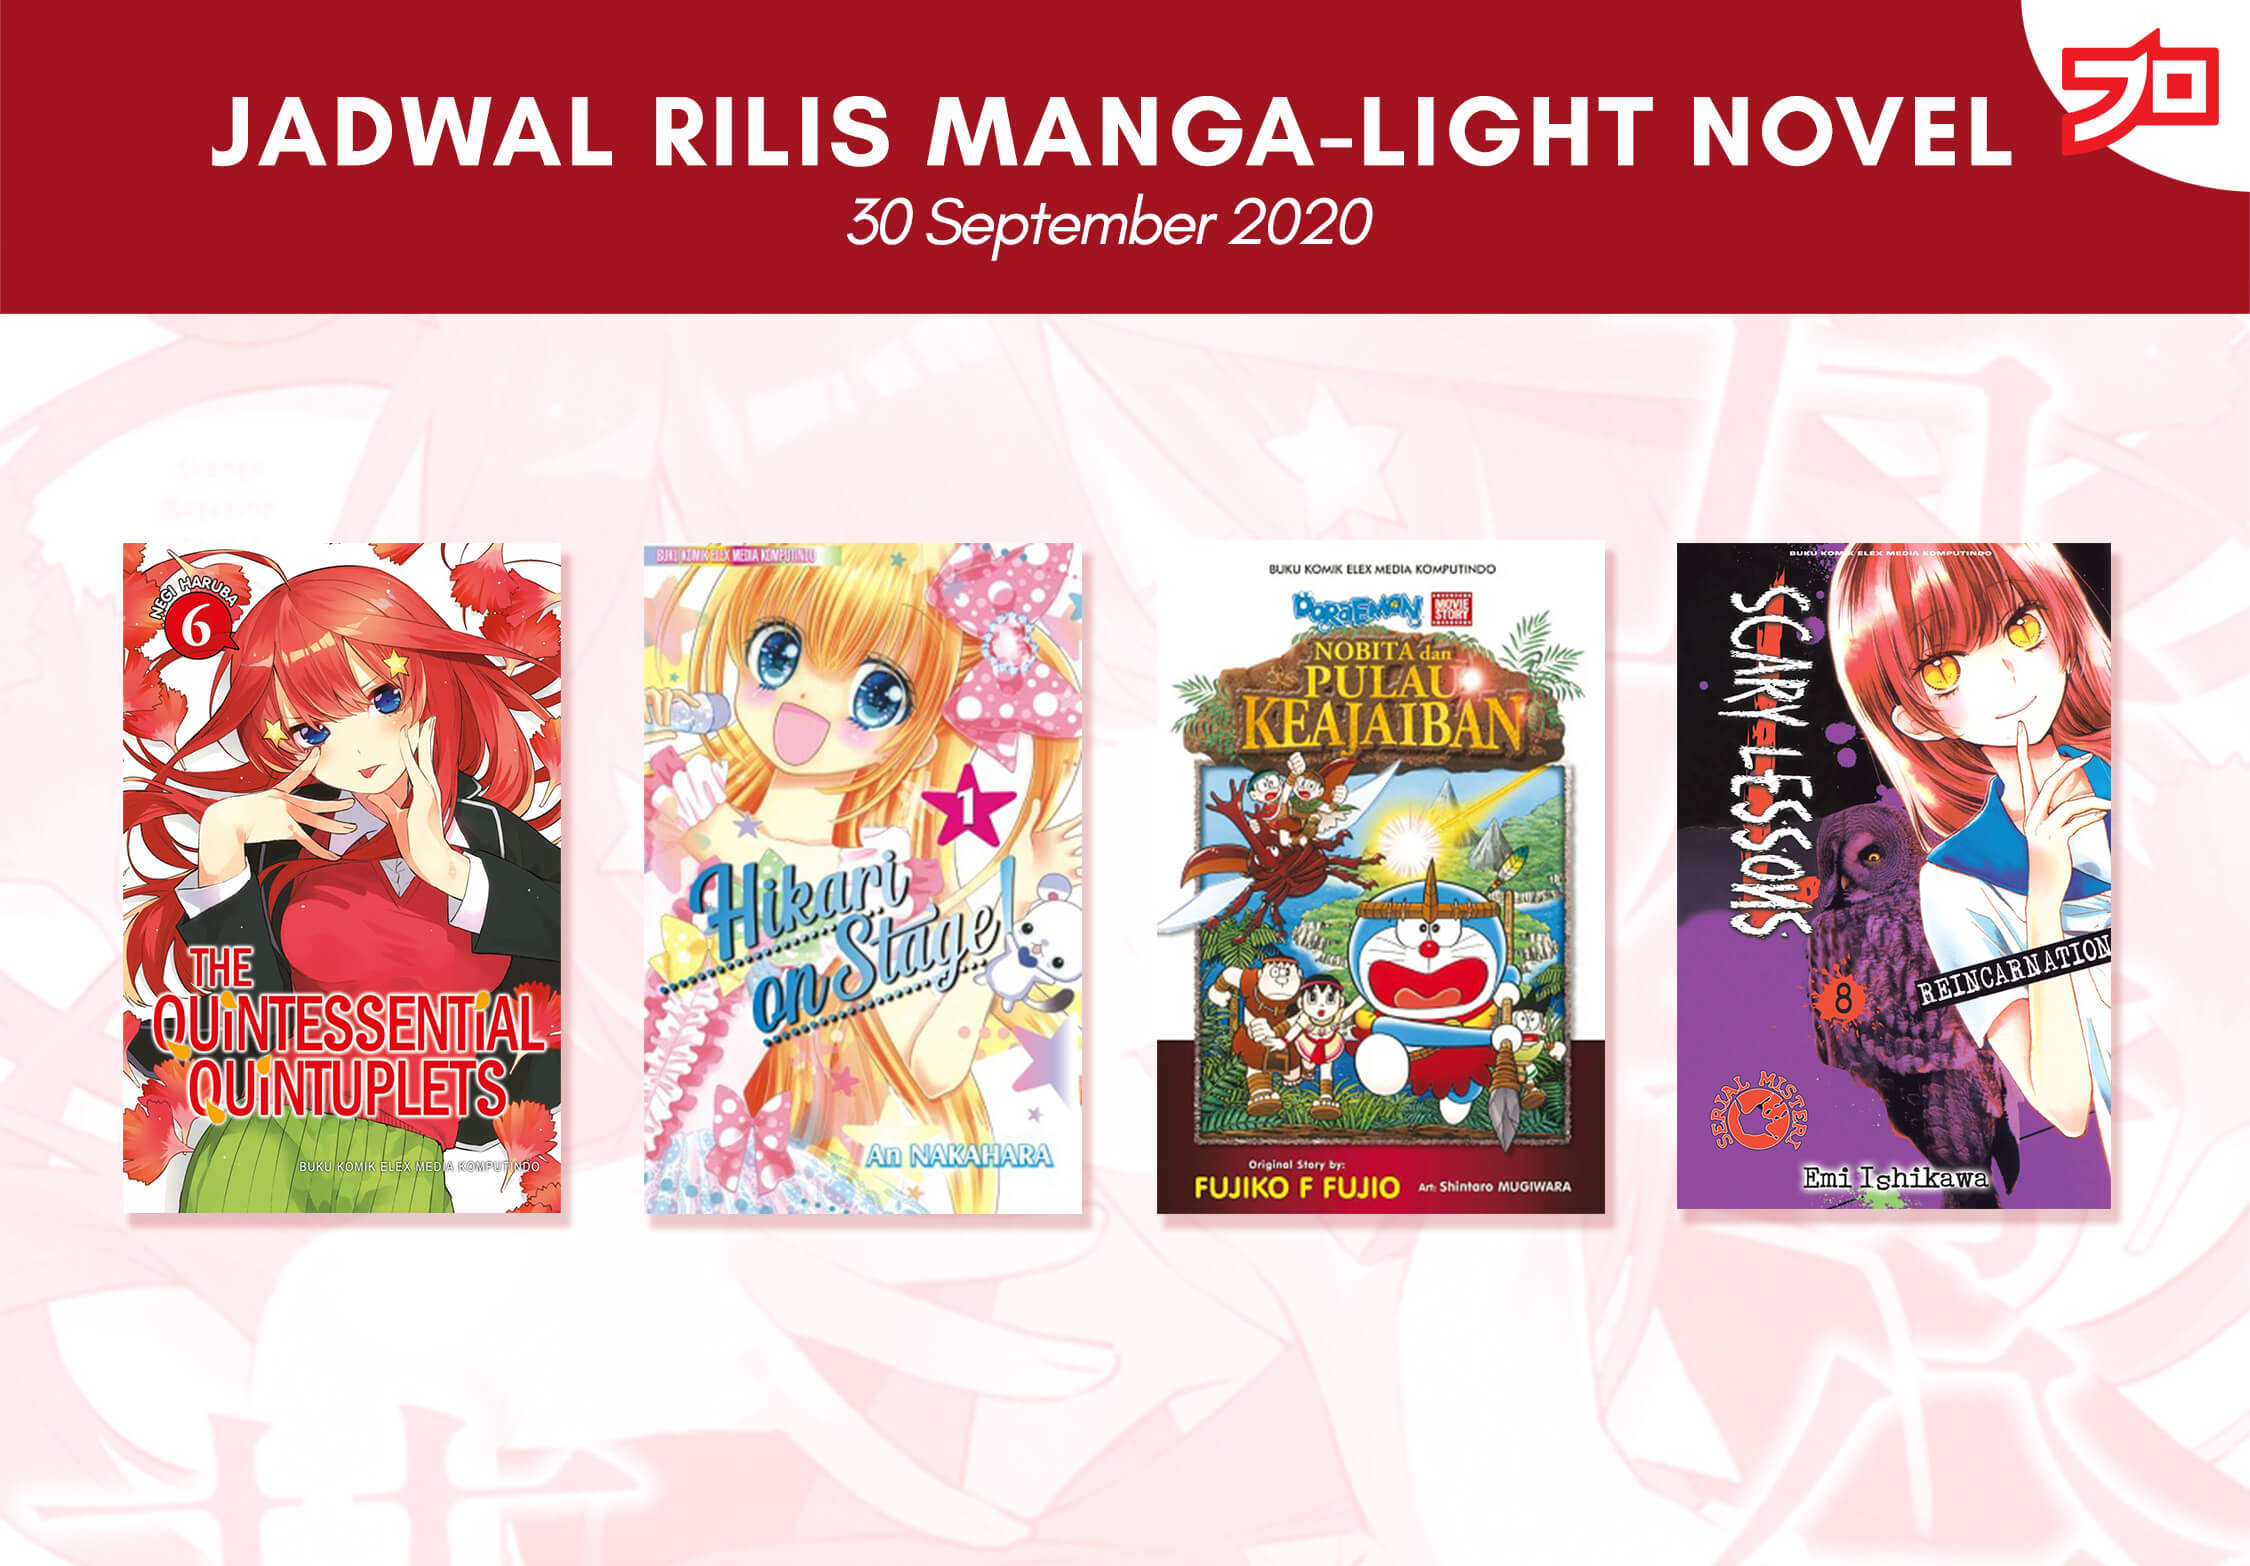 JADWAL RILIS MANGA-LIGHT NOVEL
30 September 2020
プロ
NEGI HARUBA
6
THE
QUiNTESSENTiAL
QUiNTUPLETS
BUKU KOMIK ELEX MEDIA KOMPUTINDO
BUKU KOMIK ELEX MEDIA KOMPUTINDO
1
Hikari
on Stage!
An NAKAHARA
BUKU KOMIK ELEX MEDIA KOMPUTINDO
DORAEMON
MOVIE
STORY
NOBITA dan
PULAU
KEAJAIBAN
Original Story by:
FUJIKO F FUJIO
Art: Shintaro MUGIWARA
BUKU KOMIK ELEX MEDIA KOMPUTINDO
SCARY LESSONS
REINCARNATION
8
SERIAL MISTERI
Emi Ishikawa